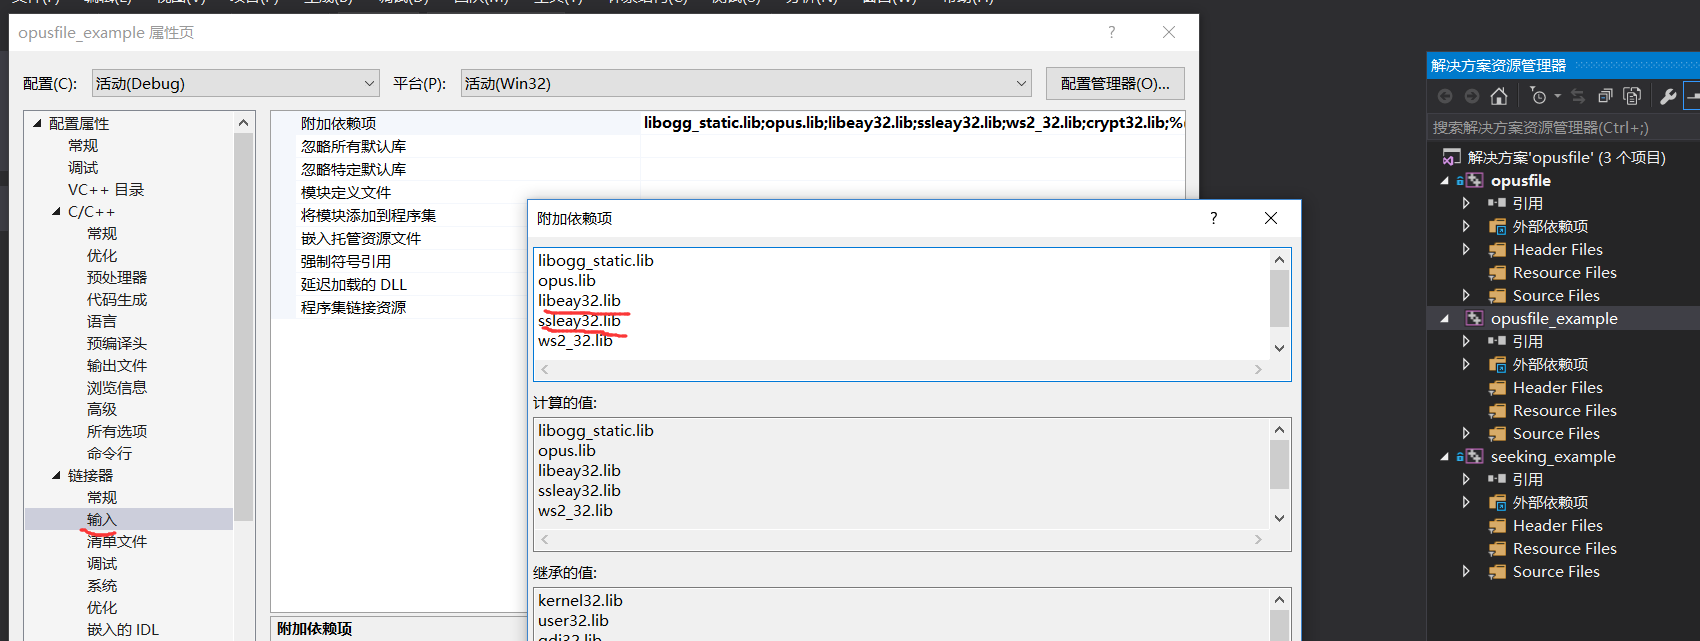 opusfile_example 属性页
配置(C):
活动(Debug)
平台(P):
活动(Win32)
配置管理器(O)...
配置属性
常规
调试
VC++ 目录
C/C++
常规
优化
预处理器
代码生成
语言
预编译头
输出文件
浏览信息
高级
所有选项
命令行
链接器
常规
输入
清单文件
调试
系统
优化
嵌入的 IDL
附加依赖项 libogg_static.lib;opus.lib;libeay32.lib;ssleay32.lib;ws2_32.lib;crypt32.lib;%
忽略所有默认库
忽略特定默认库
模块定义文件
将模块添加到程序集
嵌入托管资源文件
强制符号引用
延迟加载的 DLL
程序集链接资源
附加依赖项
附加依赖项
libogg_static.lib
opus.lib
libeay32.lib
ssleay32.lib
ws2_32.lib
计算的值:
libogg_static.lib
opus.lib
libeay32.lib
ssleay32.lib
ws2_32.lib
继承的值:
kernel32.lib
user32.lib
gdi32.lib
解决方案资源管理器
搜索解决方案资源管理器(Ctrl+;)
解决方案'opusfile' (3 个项目)
opusfile
引用
外部依赖项
Header Files
Resource Files
Source Files
opusfile_example
引用
外部依赖项
Header Files
Resource Files
Source Files
seeking_example
引用
外部依赖项
Header Files
Resource Files
Source Files